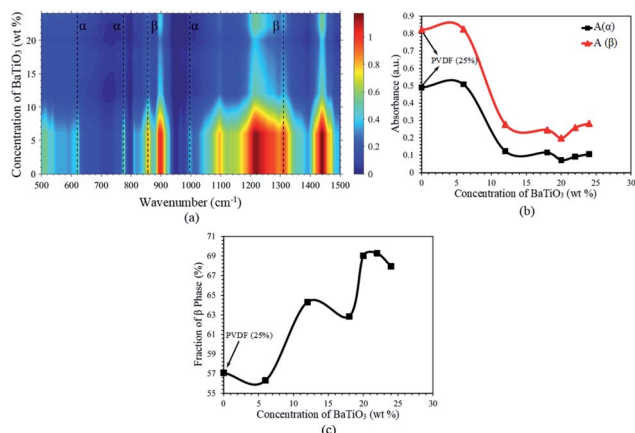 α α β α β
Concentration of BaTiO₃ (wt %)
20
15
10
5
0
500 600 700 800 900 1000 1100 1200 1300 1400 1500
Wavenumber (cm⁻¹)
1
0.8
0.6
0.4
0.2
0
(a)
A(α)
A (β)
Absorbance (a.u.)
0.9
0.8
0.7
0.6
0.5
0.4
0.3
0.2
0.1
0
PVDF (25%)
0 5 10 15 20 25 30
Concentration of BaTiO₃ (wt %)
(b)
Fraction of β Phase (%)
71
69
67
65
63
61
59
57
55
PVDF (25%)
0 5 10 15 20 25 30
Concentration of BaTiO₃ (wt %)
(c)